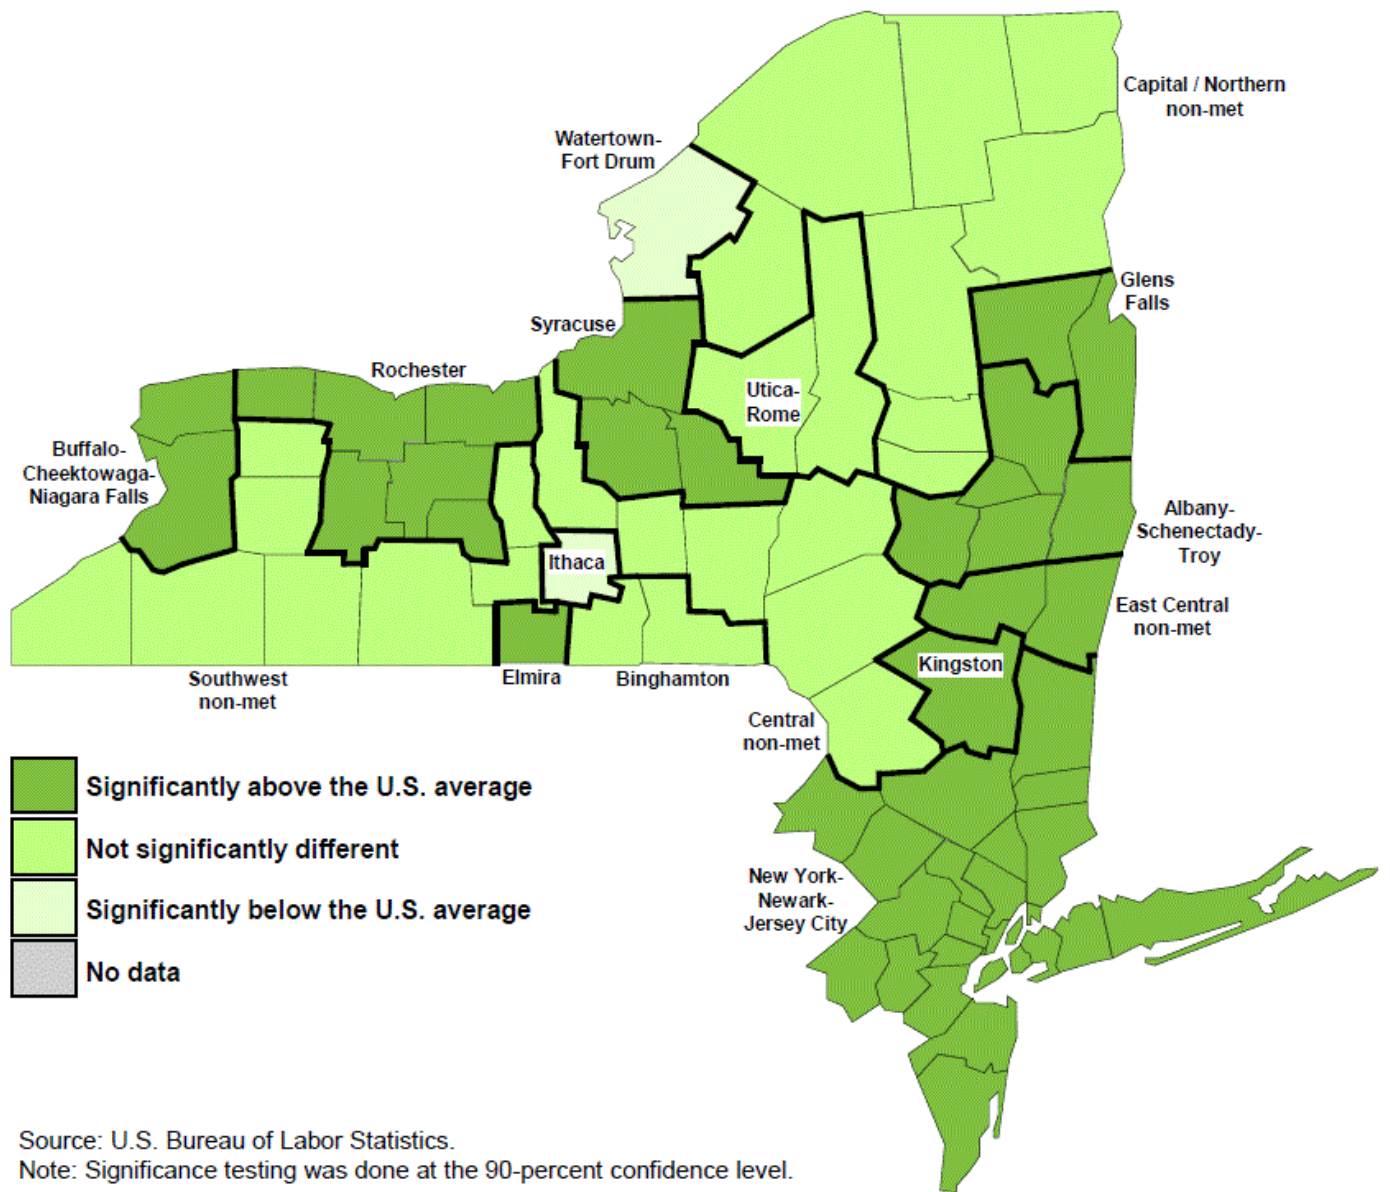 Capital / Northern
non-met
Watertown-
Fort Drum
Glens
Falls
Syracuse
Rochester
Utica-
Rome
Buffalo-
Cheektowaga-
Niagara Falls
Albany-
Schenectady-
Troy
Ithaca
East Central
non-met
Kingston
Southwest
non-met
Elmira
Binghamton
Central
non-met
Significantly above the U.S. average
Not significantly different
Significantly below the U.S. average
No data
New York-
Newark-
Jersey City
Source: U.S. Bureau of Labor Statistics.
Note: Significance testing was done at the 90-percent confidence level.